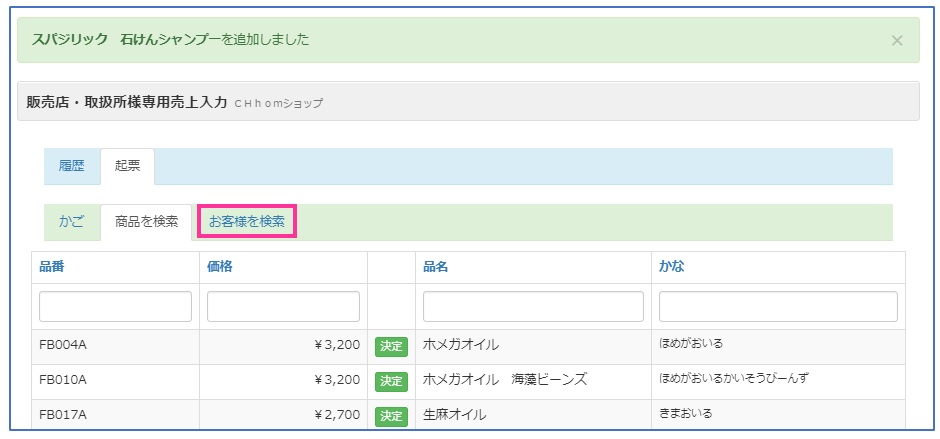 スパジリック　石けんシャンプーを追加しました ×
販売店・取扱所様専用売上入力 ＣＨｈｏｍショップ
履歴 起票
かご 商品を検索 お客様を検索
品番 価格 品名 かな
FB004A ￥3,200 決定 ホメガオイル ほめがおいる
FB010A ￥3,200 決定 ホメガオイル　海藻ビーンズ ほめがおいるかいそうびーんず
FB017A ￥2,700 決定 生麻オイル きまおいる